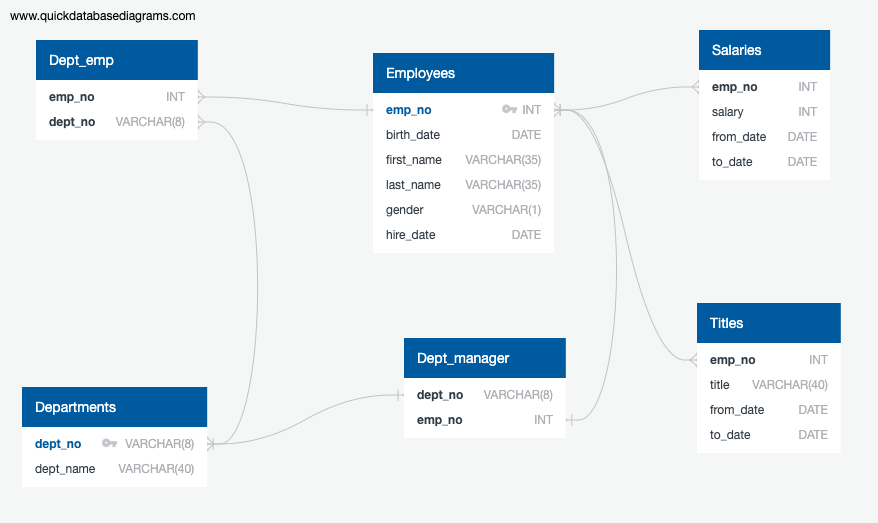 www.quickdatabasediagrams.com
Dept_emp
emp_no INT
dept_no VARCHAR(8)
Employees
emp_no INT
birth_date DATE
first_name VARCHAR(35)
last_name VARCHAR(35)
gender VARCHAR(1)
hire_date DATE
Salaries
emp_no INT
salary INT
from_date DATE
to_date DATE
Departments
dept_no VARCHAR(8)
dept_name VARCHAR(40)
Dept_manager
dept_no VARCHAR(8)
emp_no INT
Titles
emp_no INT
title VARCHAR(40)
from_date DATE
to_date DATE